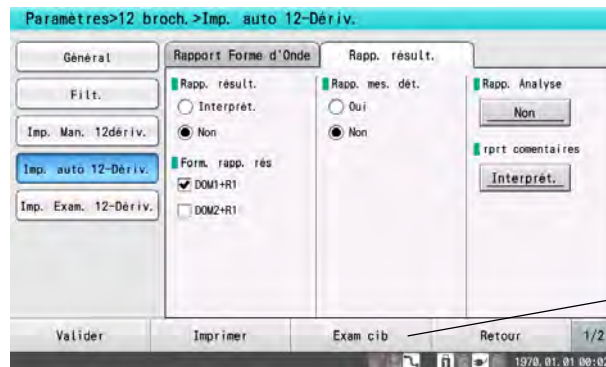 Paramètres>12 broch.>Imp. auto 12-Dériv.
Général
Filt.
Imp. Man. 12dériv.
Imp. auto 12-Dériv.
Imp. Exam. 12-Dériv.
Rapport Forme d'Onde
Rapp. résult.
Rapp. résult.
Interprét.
Non
Form. rapp. rés
DOM1+R1
DOM2+R1
Rapp. mes. dét.
Oui
Non
Rapp. Analyse
Non
rprt comentaires
Interprét.
Valider
Imprimer
Exam cib
Retour
1/2
1970.01.01 00:02